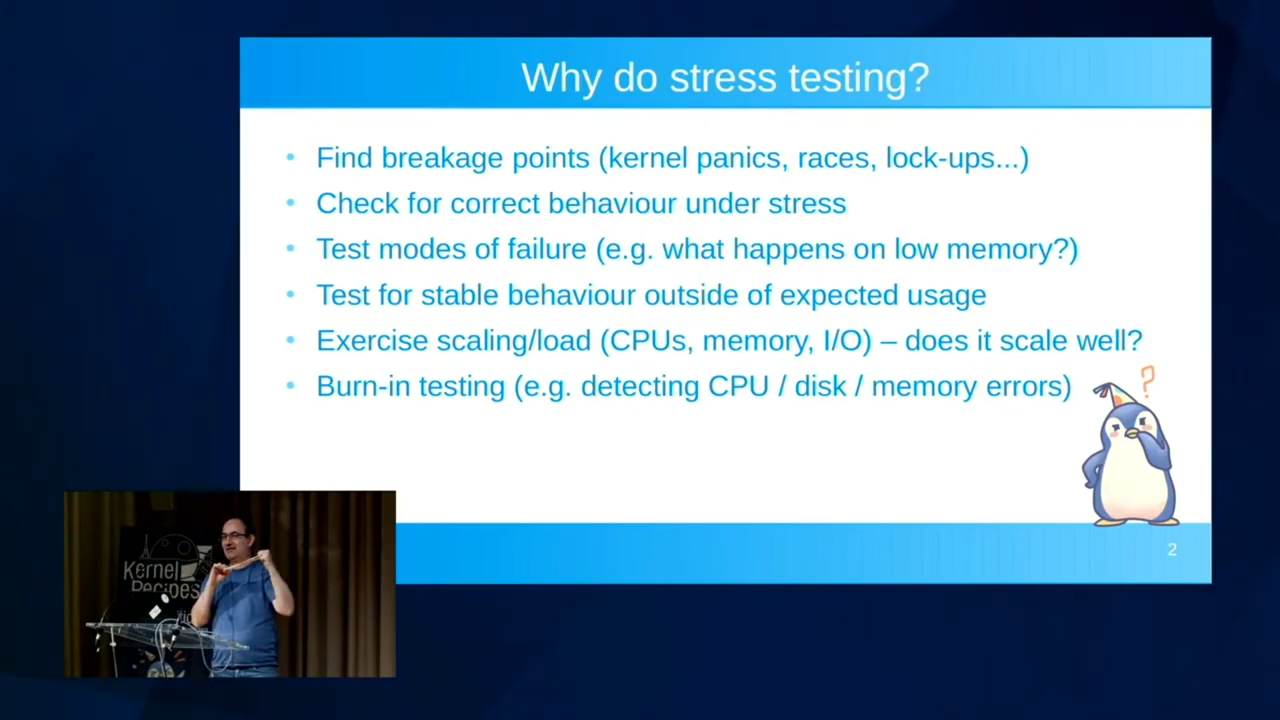 Why do stress testing?
• Find breakage points (kernel panics, races, lock-ups...)
• Check for correct behaviour under stress
• Test modes of failure (e.g. what happens on low memory?)
• Test for stable behaviour outside of expected usage
• Exercise scaling/load (CPUs, memory, I/O) – does it scale well?
• Burn-in testing (e.g. detecting CPU / disk / memory errors)
?
2
Kernel
Recipes